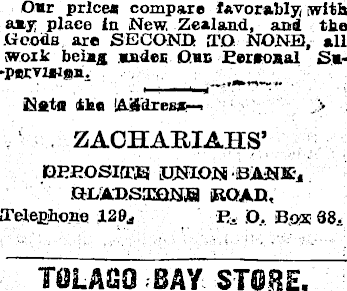 Our prices compare favorably with
any place in New Zealand, and the
Goods are SECOND TO NONE, all
work being under Our Personal Su-
pervision.
Note the Address—
ZACHARIAHS'
OPPOSITE UNION BANK,
GLADSTONE ROAD.
Telephone 129. P. O. Box 68.
TOLAGO BAY STORE.